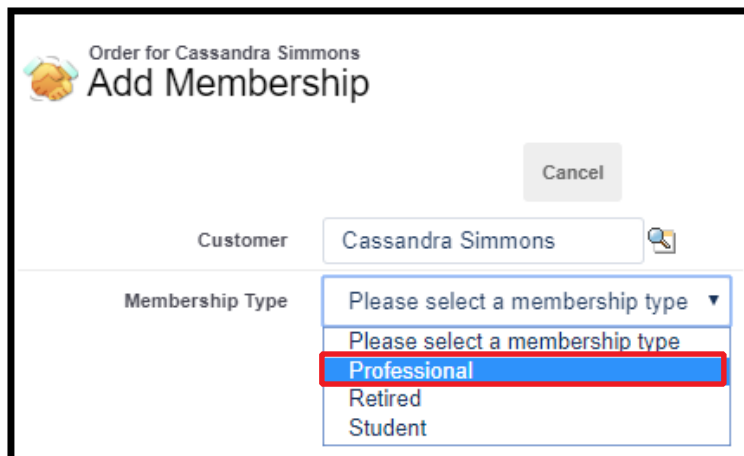 Order for Cassandra Simmons
Add Membership
Cancel
Customer Cassandra Simmons
Membership Type Please select a membership type
Please select a membership type
Professional
Retired
Student